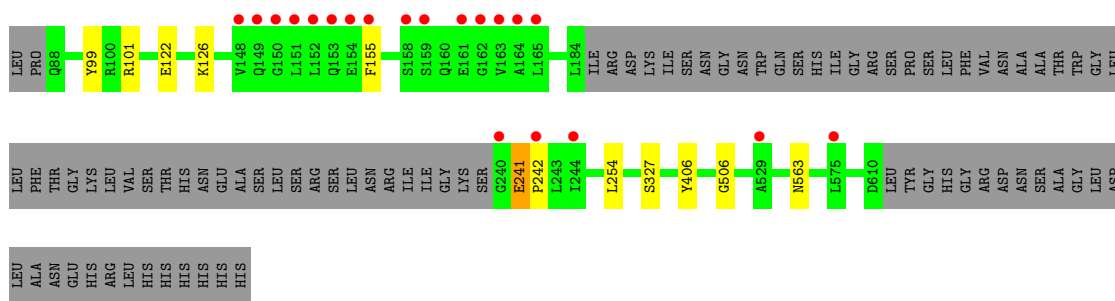 LEU PRO Q88 Y99 R100 R101 E122 K126 V148 Q149 G150 L151 L152 Q153 E154 F155 S158 S159 Q160 E161 G162 V163 A164 L165 L184 ILE ARG ASP LYS ILE SER ASN GLY ASN TRP GLN SER HIS ILE GLY ARG SER PRO SER LEU PHE VAL ASN ALA ALA THR TRP GLY LEU
LEU PHE THR GLY LYS LEU VAL SER THR HIS ASN GLU ALA SER LEU SER ARG SER LEU ASN ARG ILE ILE GLY LYS SER G240 E241 P242 L243 I244 L254 S327 Y406 G506 A529 N563 L575 D610 LEU TYR GLY HIS GLY ARG ASP ASN SER ALA GLY LEU ASP
LEU ALA ASN GLU HIS ARG LEU HIS HIS HIS HIS HIS HIS